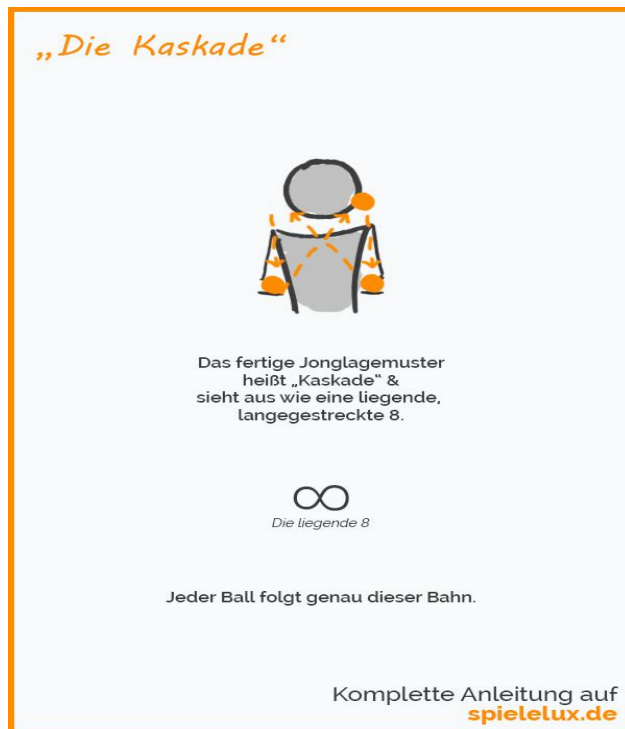 „Die Kaskade“
Das fertige Jonglagemuster
heißt „Kaskade“ &
sieht aus wie eine liegende,
langegestreckte 8.
Die liegende 8
Jeder Ball folgt genau dieser Bahn.
Komplette Anleitung auf
spielelux.de